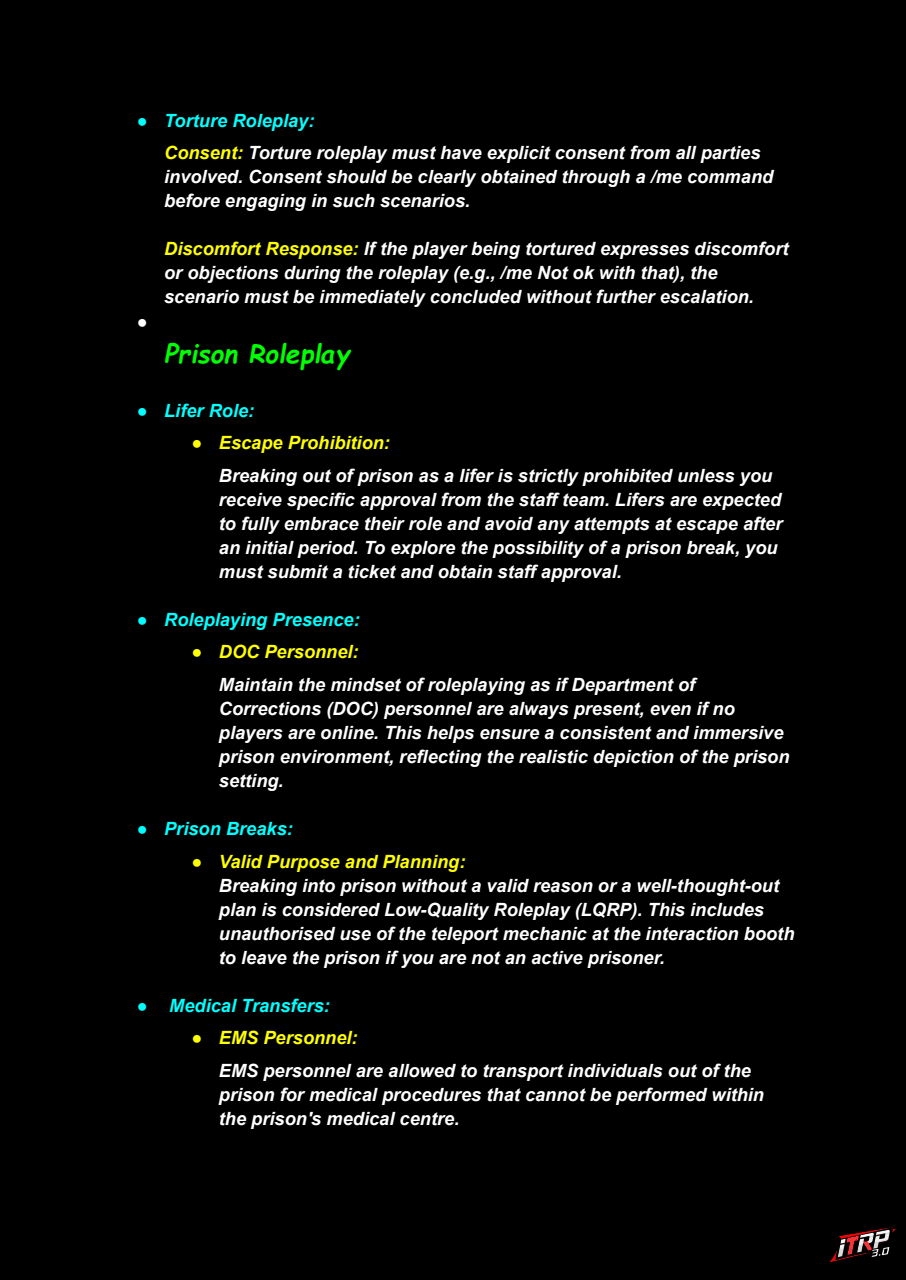 ● Torture Roleplay:
Consent: Torture roleplay must have explicit consent from all parties
involved. Consent should be clearly obtained through a /me command
before engaging in such scenarios.
Discomfort Response: If the player being tortured expresses discomfort
or objections during the roleplay (e.g., /me Not ok with that), the
scenario must be immediately concluded without further escalation.
●
Prison Roleplay
● Lifer Role:
● Escape Prohibition:
Breaking out of prison as a lifer is strictly prohibited unless you
receive specific approval from the staff team. Lifers are expected
to fully embrace their role and avoid any attempts at escape after
an initial period. To explore the possibility of a prison break, you
must submit a ticket and obtain staff approval.
● Roleplaying Presence:
● DOC Personnel:
Maintain the mindset of roleplaying as if Department of
Corrections (DOC) personnel are always present, even if no
players are online. This helps ensure a consistent and immersive
prison environment, reflecting the realistic depiction of the prison
setting.
● Prison Breaks:
● Valid Purpose and Planning:
Breaking into prison without a valid reason or a well-thought-out
plan is considered Low-Quality Roleplay (LQRP). This includes
unauthorised use of the teleport mechanic at the interaction booth
to leave the prison if you are not an active prisoner.
● Medical Transfers:
● EMS Personnel:
EMS personnel are allowed to transport individuals out of the
prison for medical procedures that cannot be performed within
the prison's medical centre.
iTRP
3.0